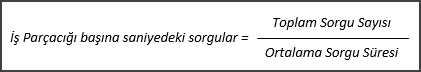 Toplam Sorgu Sayısı
İş Parçacığı başına saniyedeki sorgular =
Ortalama Sorgu Süresi